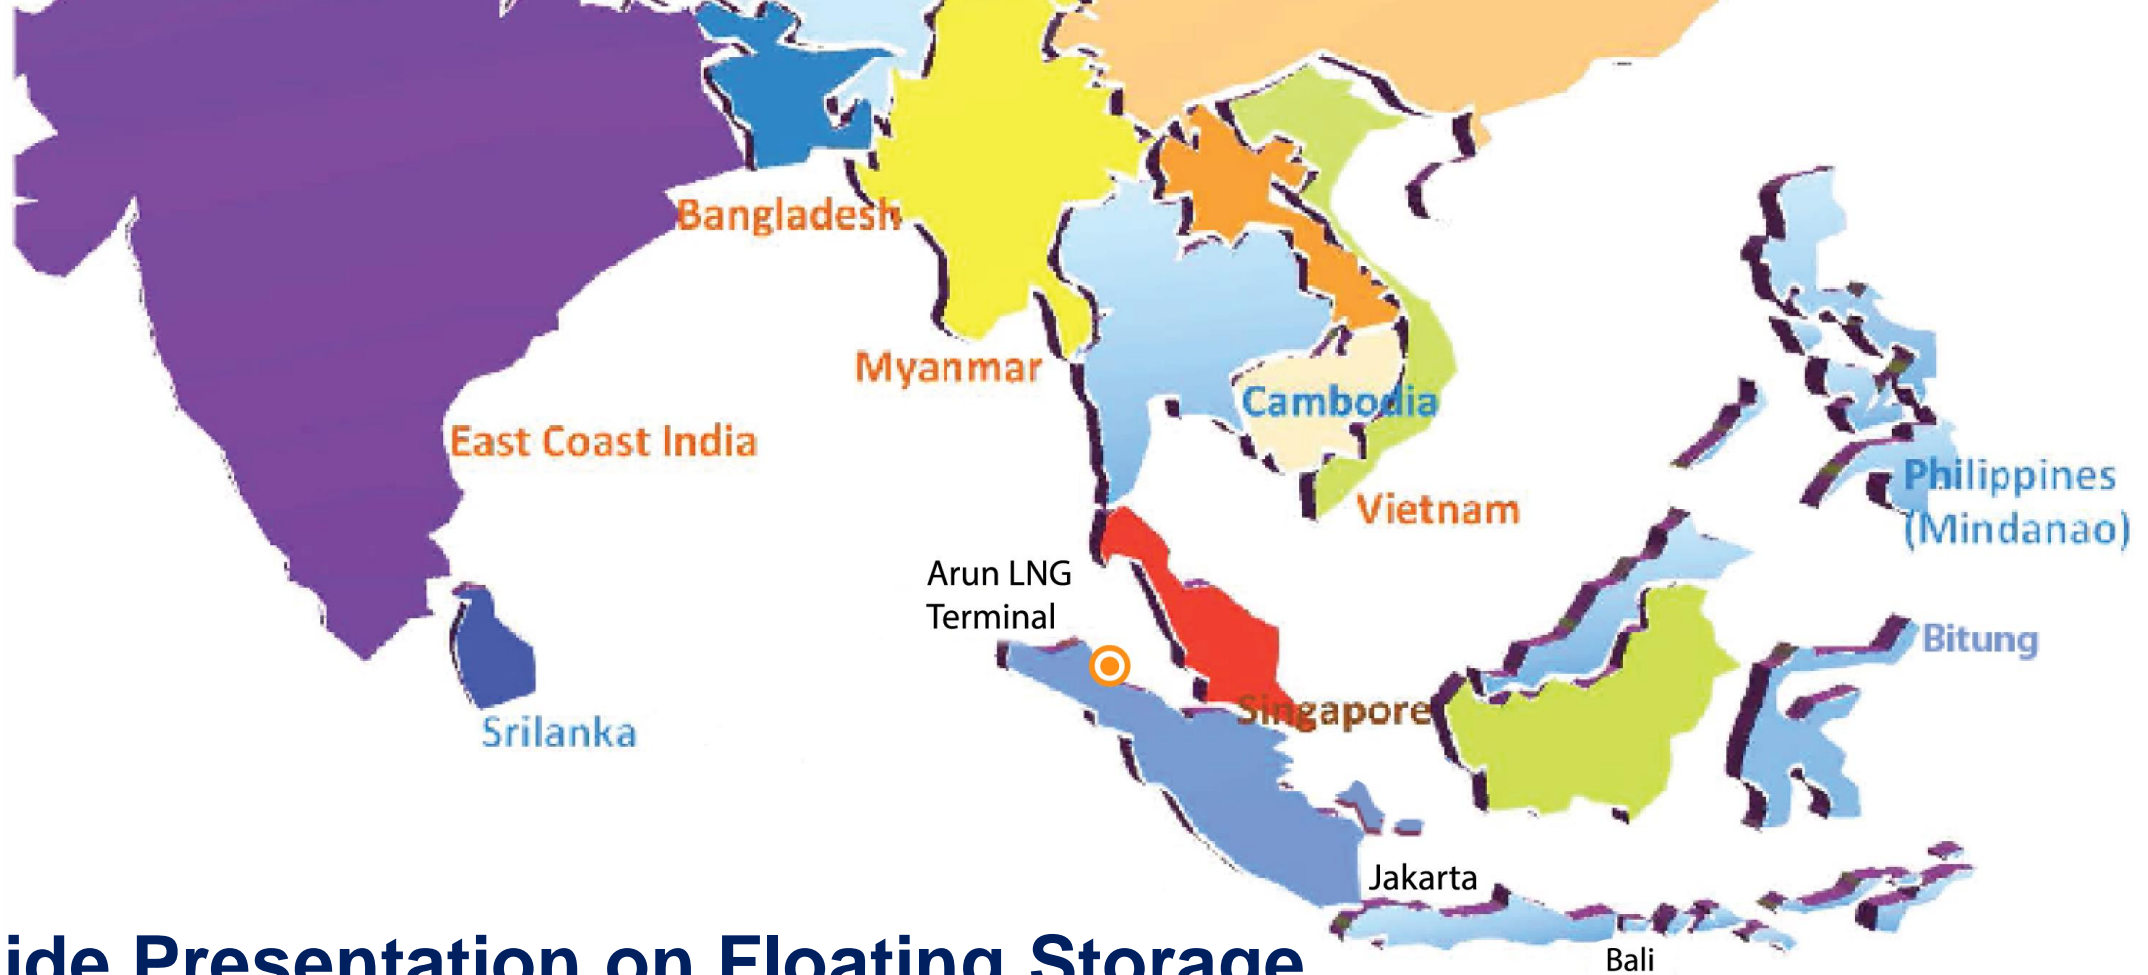 Bangladesh
Myanmar
Cambodia
East Coast India
Philippines
(Mindanao)
Vietnam
Arun LNG
Terminal
Bitung
Singapore
Srilanka
Jakarta
ide Presentation on Floating Storage
Bali